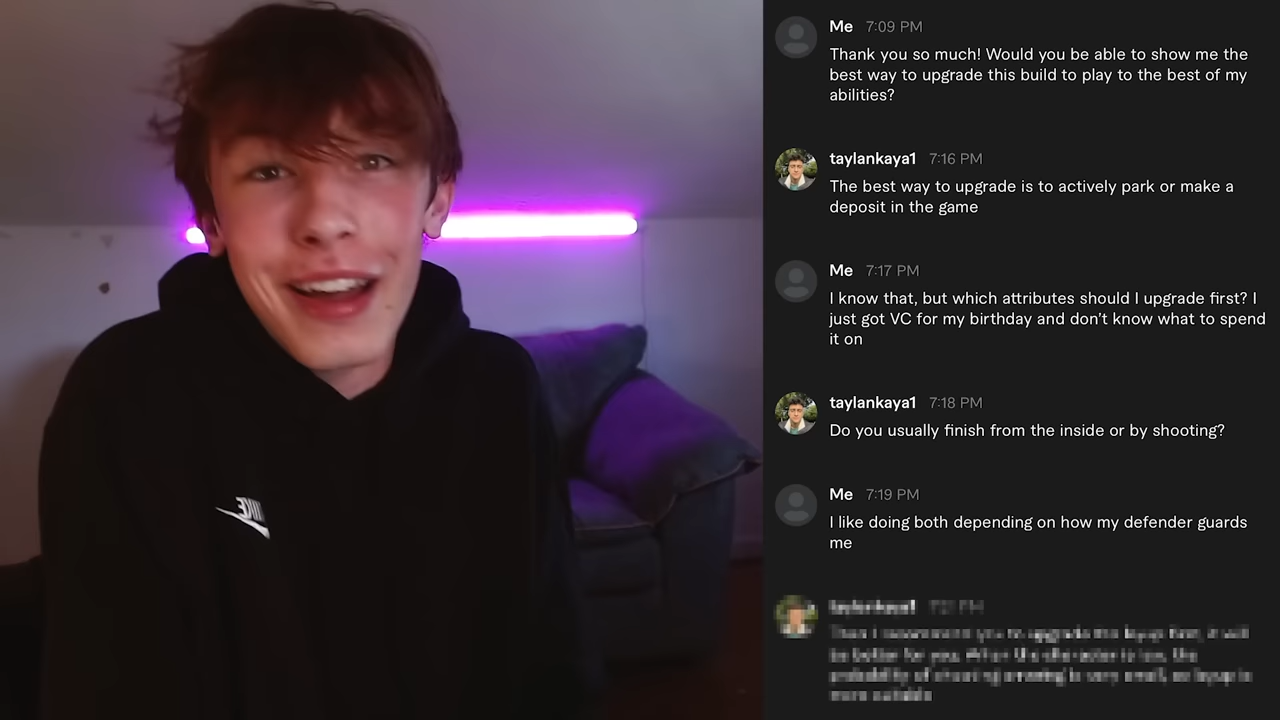 Me 7:09 PM
Thank you so much! Would you be able to show me the
best way to upgrade this build to play to the best of my
abilities?
taylankaya1 7:16 PM
The best way to upgrade is to actively park or make a
deposit in the game
Me 7:17 PM
I know that, but which attributes should I upgrade first? I
just got VC for my birthday and don't know what to spend
it on
taylankaya1 7:18 PM
Do you usually finish from the inside or by shooting?
Me 7:19 PM
I like doing both depending on how my defender guards
me